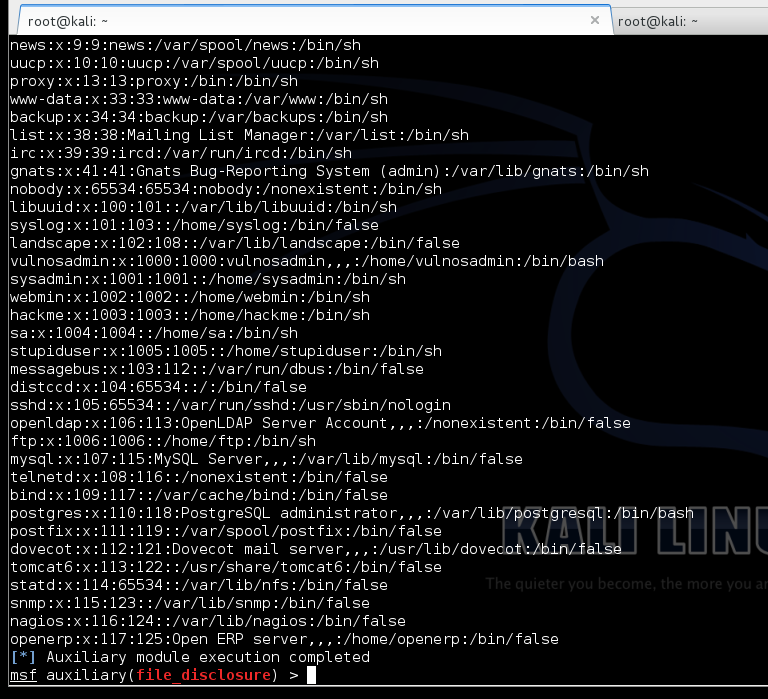 root@kali: ~ × root@kali: ~
news:x:9:9:news:/var/spool/news:/bin/sh
uucp:x:10:10:uucp:/var/spool/uucp:/bin/sh
proxy:x:13:13:proxy:/bin:/bin/sh
www-data:x:33:33:www-data:/var/www:/bin/sh
backup:x:34:34:backup:/var/backups:/bin/sh
list:x:38:38:Mailing List Manager:/var/list:/bin/sh
irc:x:39:39:ircd:/var/run/ircd:/bin/sh
gnats:x:41:41:Gnats Bug-Reporting System (admin):/var/lib/gnats:/bin/sh
nobody:x:65534:65534:nobody:/nonexistent:/bin/sh
libuuid:x:100:101::/var/lib/libuuid:/bin/sh
syslog:x:101:103::/home/syslog:/bin/false
landscape:x:102:108::/var/lib/landscape:/bin/false
vulnosadmin:x:1000:1000:vulnosadmin,,,:/home/vulnosadmin:/bin/bash
sysadmin:x:1001:1001::/home/sysadmin:/bin/sh
webmin:x:1002:1002::/home/webmin:/bin/sh
hackme:x:1003:1003::/home/hackme:/bin/sh
sa:x:1004:1004::/home/sa:/bin/sh
stupiduser:x:1005:1005::/home/stupiduser:/bin/sh
messagebus:x:103:112::/var/run/dbus:/bin/false
distccd:x:104:65534::/:/bin/false
sshd:x:105:65534::/var/run/sshd:/usr/sbin/nologin
openldap:x:106:113:OpenLDAP Server Account,,,:/nonexistent:/bin/false
ftp:x:1006:1006::/home/ftp:/bin/sh
mysql:x:107:115:MySQL Server,,,:/var/lib/mysql:/bin/false
telnetd:x:108:116::/nonexistent:/bin/false
bind:x:109:117::/var/cache/bind:/bin/false
postgres:x:110:118:PostgreSQL administrator,,,:/var/lib/postgresql:/bin/bash
postfix:x:111:119::/var/spool/postfix:/bin/false
dovecot:x:112:121:Dovecot mail server,,,:/usr/lib/dovecot:/bin/false
tomcat6:x:113:122::/usr/share/tomcat6:/bin/false
statd:x:114:65534::/var/lib/nfs:/bin/false
snmp:x:115:123::/var/lib/snmp:/bin/false
nagios:x:116:124::/var/lib/nagios:/bin/false
openerp:x:117:125:Open ERP server,,,:/home/openerp:/bin/false
[*] Auxiliary module execution completed
msf auxiliary(file_disclosure) >
KALI LIN
The quieter you become, the more you a